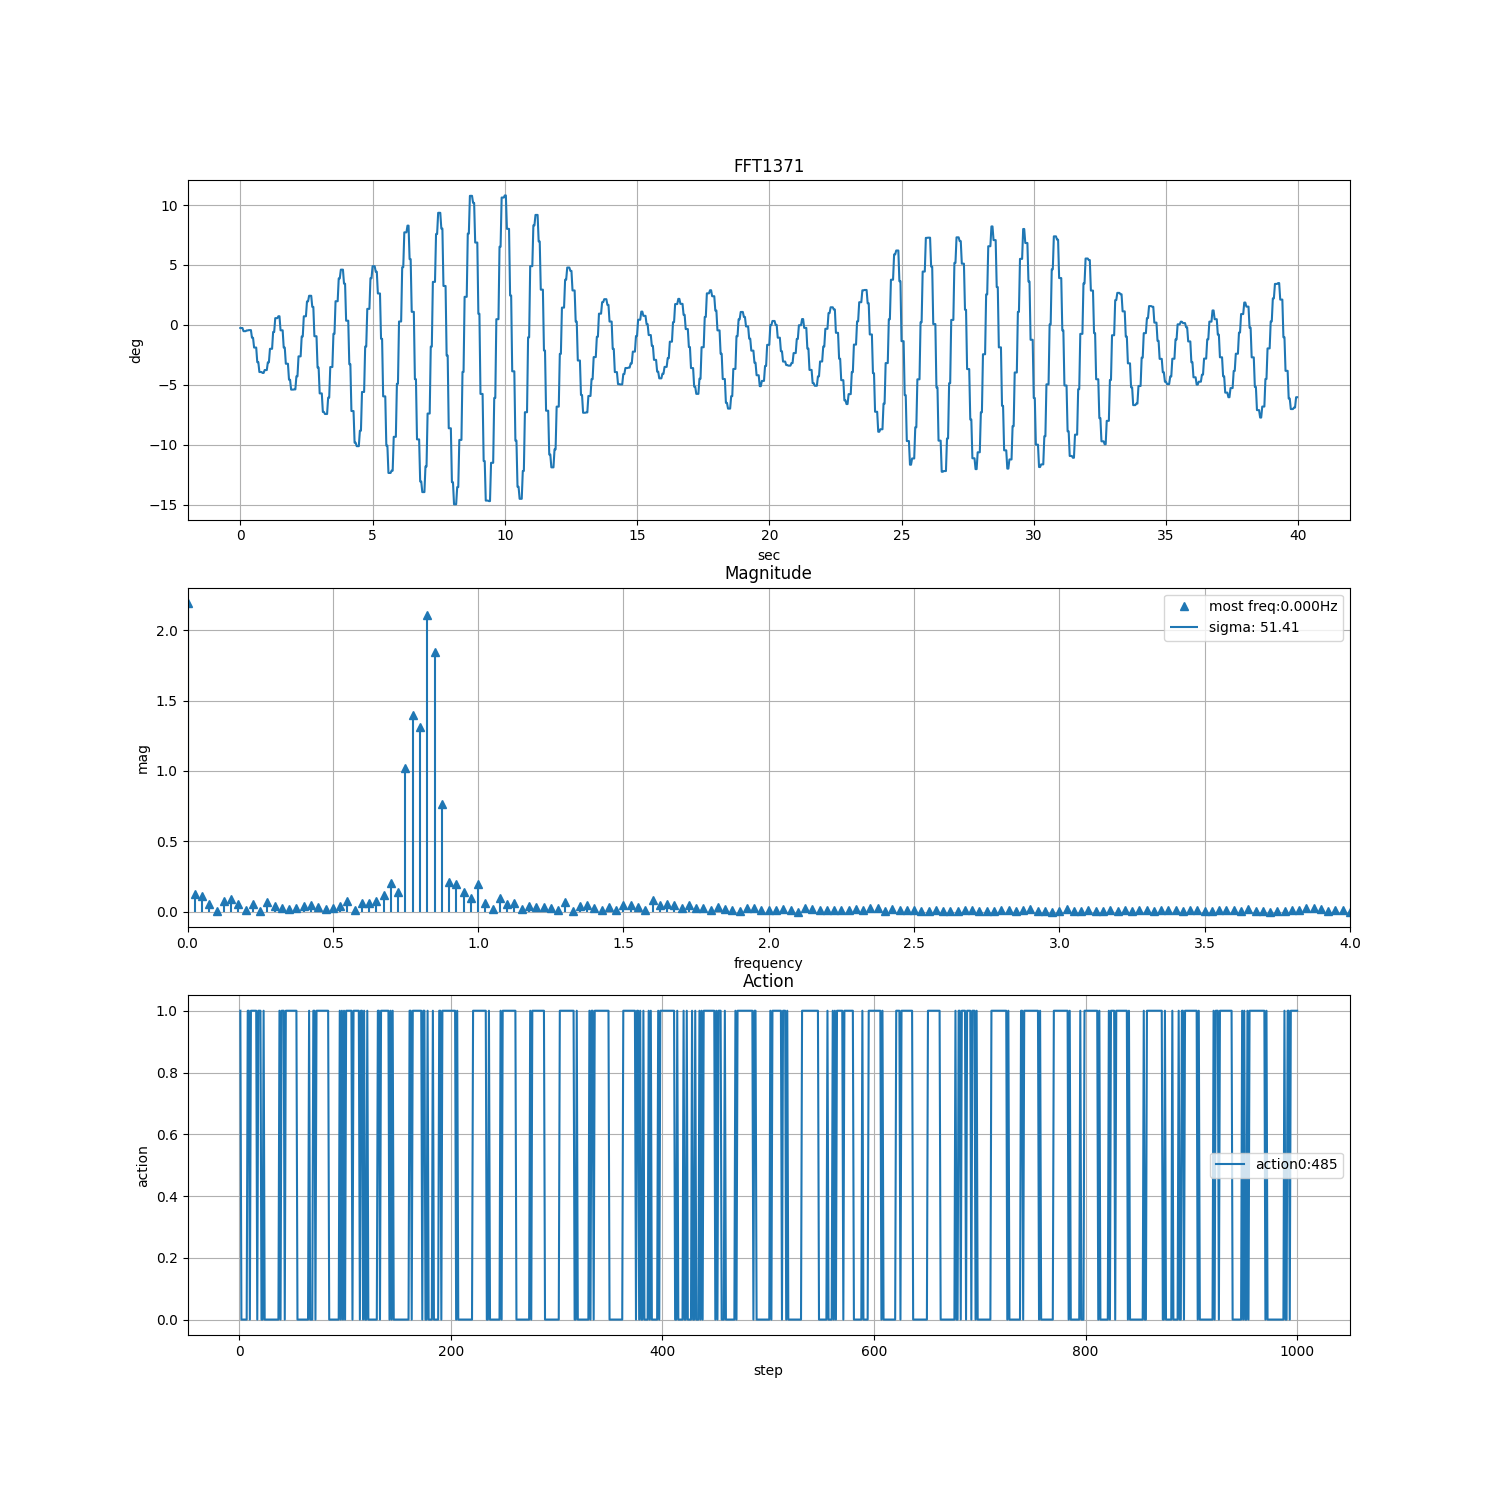 FFT1371
10
5
0
−5
−10
−15
deg
0 5 10 15 20 25 30 35 40
sec
Magnitude
2.0
1.5
1.0
0.5
0.0
mag
most freq:0.000Hz
sigma: 51.41
0.0 0.5 1.0 1.5 2.0 2.5 3.0 3.5 4.0
frequency
Action
1.0
0.8
0.6
0.4
0.2
0.0
action
action0:485
0 200 400 600 800 1000
step